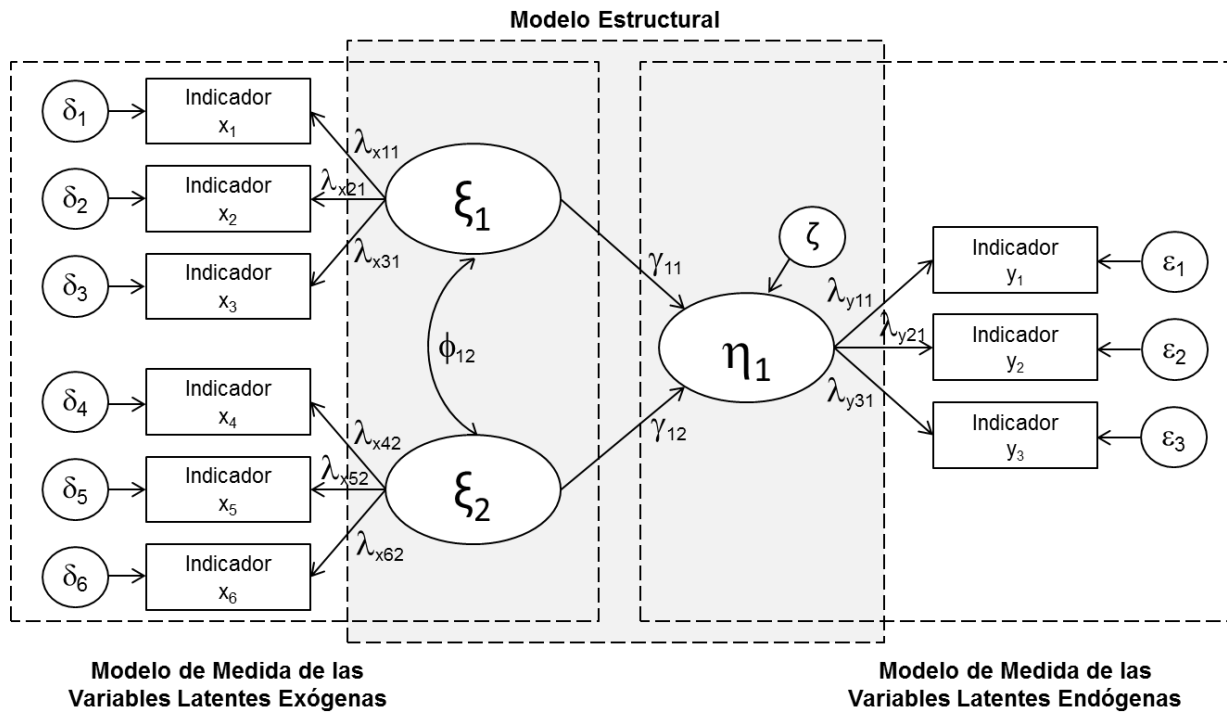 Modelo Estructural
δ1
Indicador
x1
λx11
δ2
Indicador
x2
λx21
ξ1
δ3
Indicador
x3
λx31
ζ
γ11
Indicador
y1
ε1
λy11
ϕ12
η1
λy21
Indicador
y2
ε2
δ4
Indicador
x4
λx42
γ12
λy31
Indicador
y3
ε3
δ5
Indicador
x5
λx52
ξ2
δ6
Indicador
x6
λx62
Modelo de Medida de las
Variables Latentes Exógenas
Modelo de Medida de las
Variables Latentes Endógenas